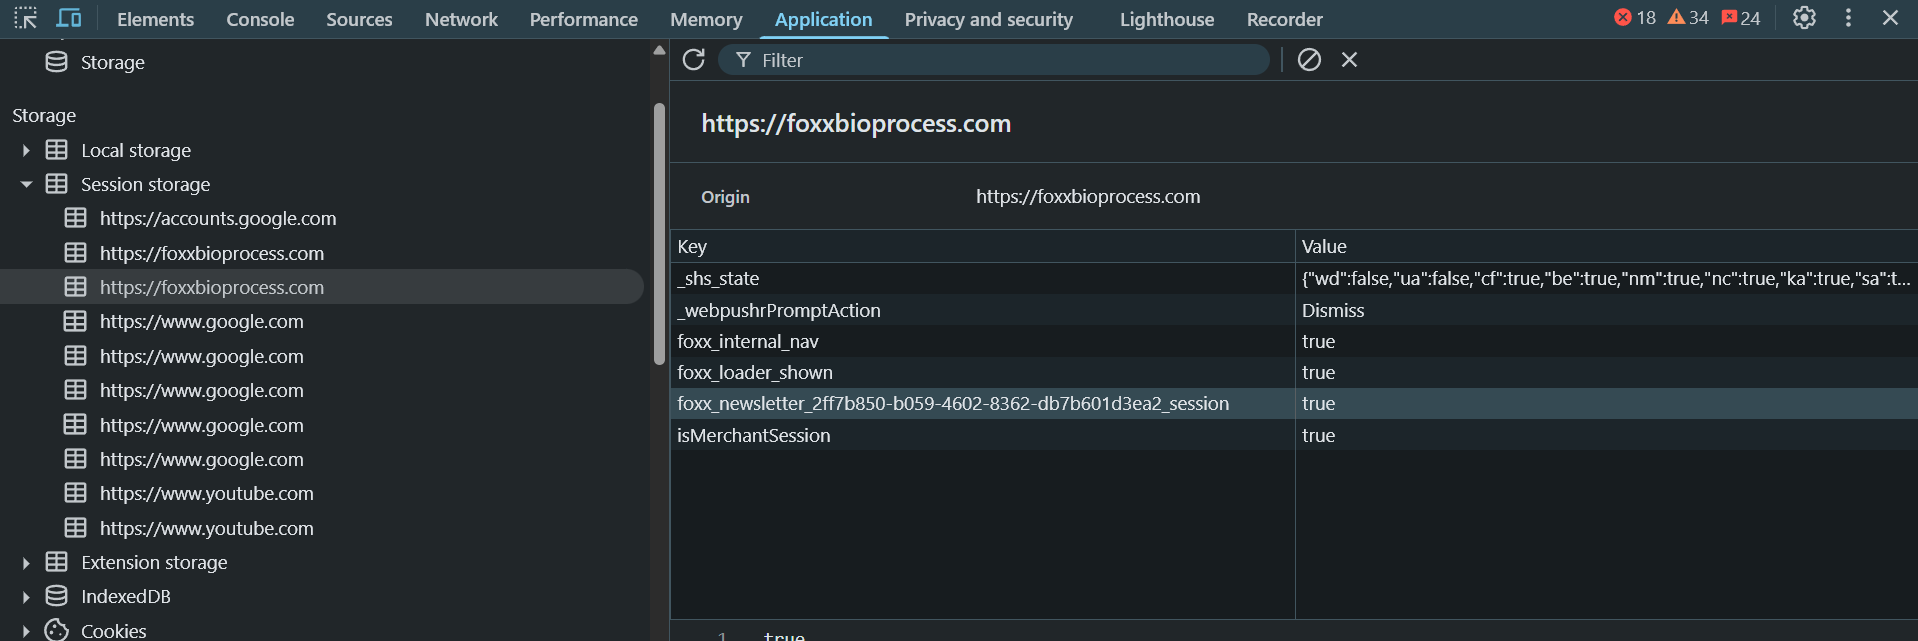 Elements Console Sources Network Performance Memory Application Privacy and security Lighthouse Recorder 18 34 24
Storage
Storage
Local storage
Session storage
https://accounts.google.com
https://foxxbioprocess.com
https://foxxbioprocess.com
https://www.google.com
https://www.google.com
https://www.google.com
https://www.google.com
https://www.google.com
https://www.youtube.com
https://www.youtube.com
Extension storage
IndexedDB
Cookies
Filter
https://foxxbioprocess.com
Origin https://foxxbioprocess.com
Key Value
_shs_state {"wd":false,"ua":false,"cf":true,"be":true,"nm":true,"nc":true,"ka":true,"sa":t...
_webpushrPromptAction Dismiss
foxx_internal_nav true
foxx_loader_shown true
foxx_newsletter_2ff7b850-b059-4602-8362-db7b601d3ea2_session true
isMerchantSession true
1 true